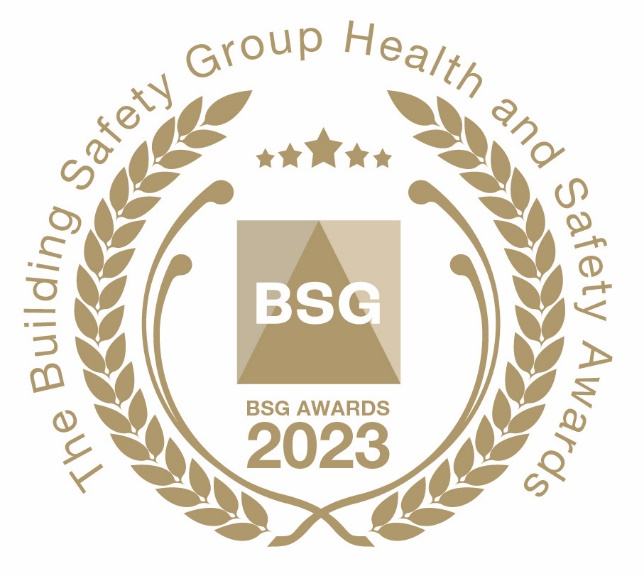 The Building Safety Group Health and Safety Awards
BSG
BSG AWARDS
2023